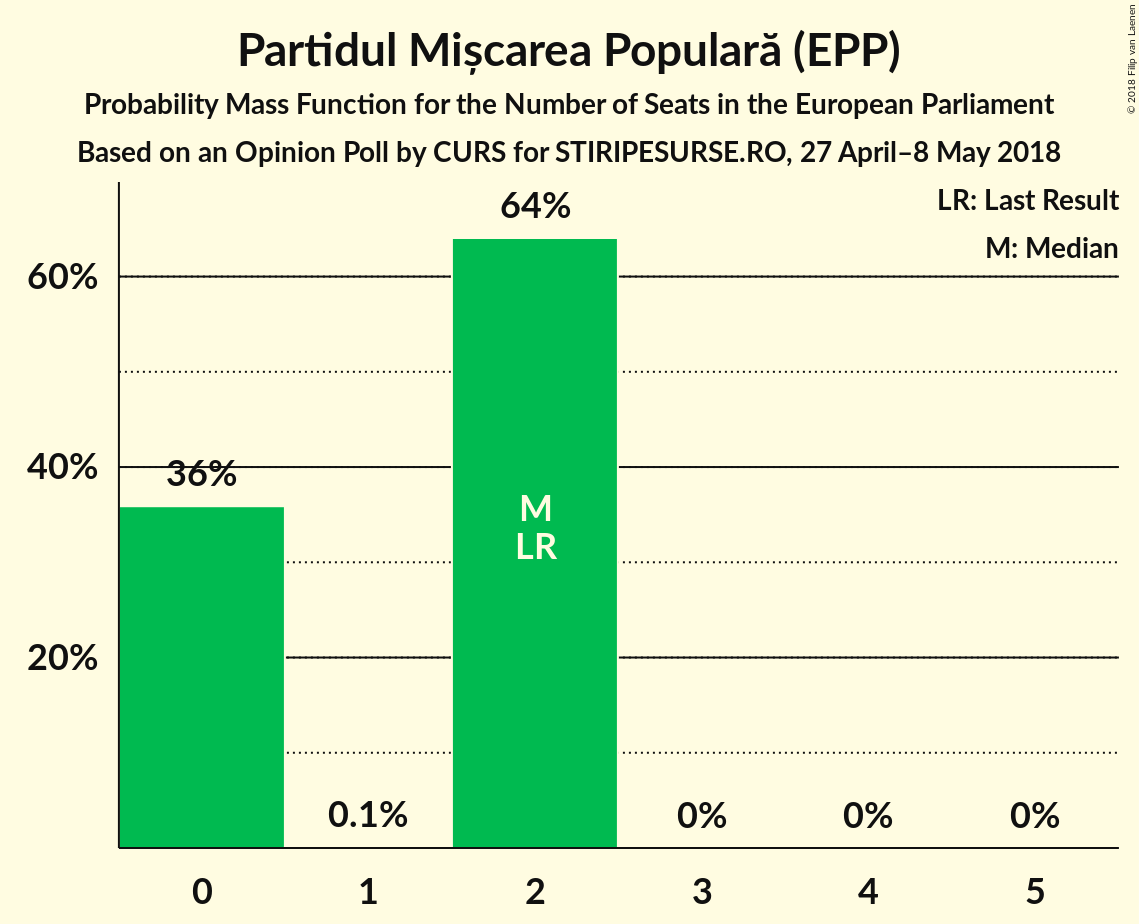 Partidul Mișcarea Populară (EPP)
Probability Mass Function for the Number of Seats in the European Parliament
Based on an Opinion Poll by CURS for STIRIPESURSE.RO, 27 April–8 May 2018
© 2018 Filip van Laenen
LR: Last Result
M: Median
64%
60%
40%
36%
M
LR
20%
0.1%
0%
0%
0%
0
1
2
3
4
5